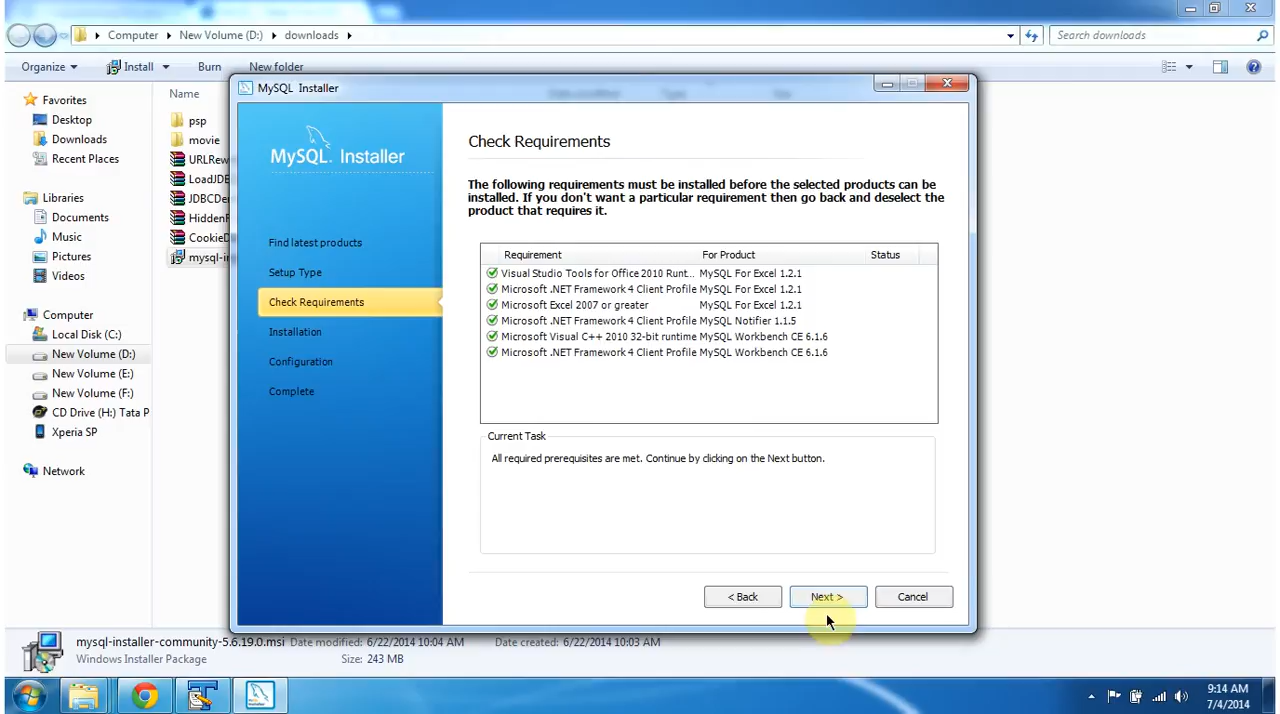 Computer New Volume (D:) downloads
Search downloads
Organize Install Burn New folder
Name
Favorites
Desktop
Downloads
Recent Places
Libraries
Documents
Music
Pictures
Videos
Computer
Local Disk (C:)
New Volume (D:)
New Volume (E:)
New Volume (F:)
CD Drive (H:) Tata P
Xperia SP
Network
psp
movie
URLRew
LoadJDE
JDBCDe
HiddenF
CookieD
mysql-i
MySQL Installer
MySQL Installer
Find latest products
Setup Type
Check Requirements
Installation
Configuration
Complete
Check Requirements
The following requirements must be installed before the selected products can be
installed. If you don't want a particular requirement then go back and deselect the
product that requires it.
Requirement For Product Status
Visual Studio Tools for Office 2010 Runt... MySQL For Excel 1.2.1
Microsoft .NET Framework 4 Client Profile MySQL For Excel 1.2.1
Microsoft Excel 2007 or greater MySQL For Excel 1.2.1
Microsoft .NET Framework 4 Client Profile MySQL Notifier 1.1.5
Microsoft Visual C++ 2010 32-bit runtime MySQL Workbench CE 6.1.6
Microsoft .NET Framework 4 Client Profile MySQL Workbench CE 6.1.6
Current Task
All required prerequisites are met. Continue by clicking on the Next button.
< Back Next > Cancel
mysql-installer-community-5.6.19.0.msi Date modified: 6/22/2014 10:04 AM Date created: 6/22/2014 10:03 AM
Windows Installer Package Size: 243 MB
MySQL
Installer
9:14 AM
7/4/2014